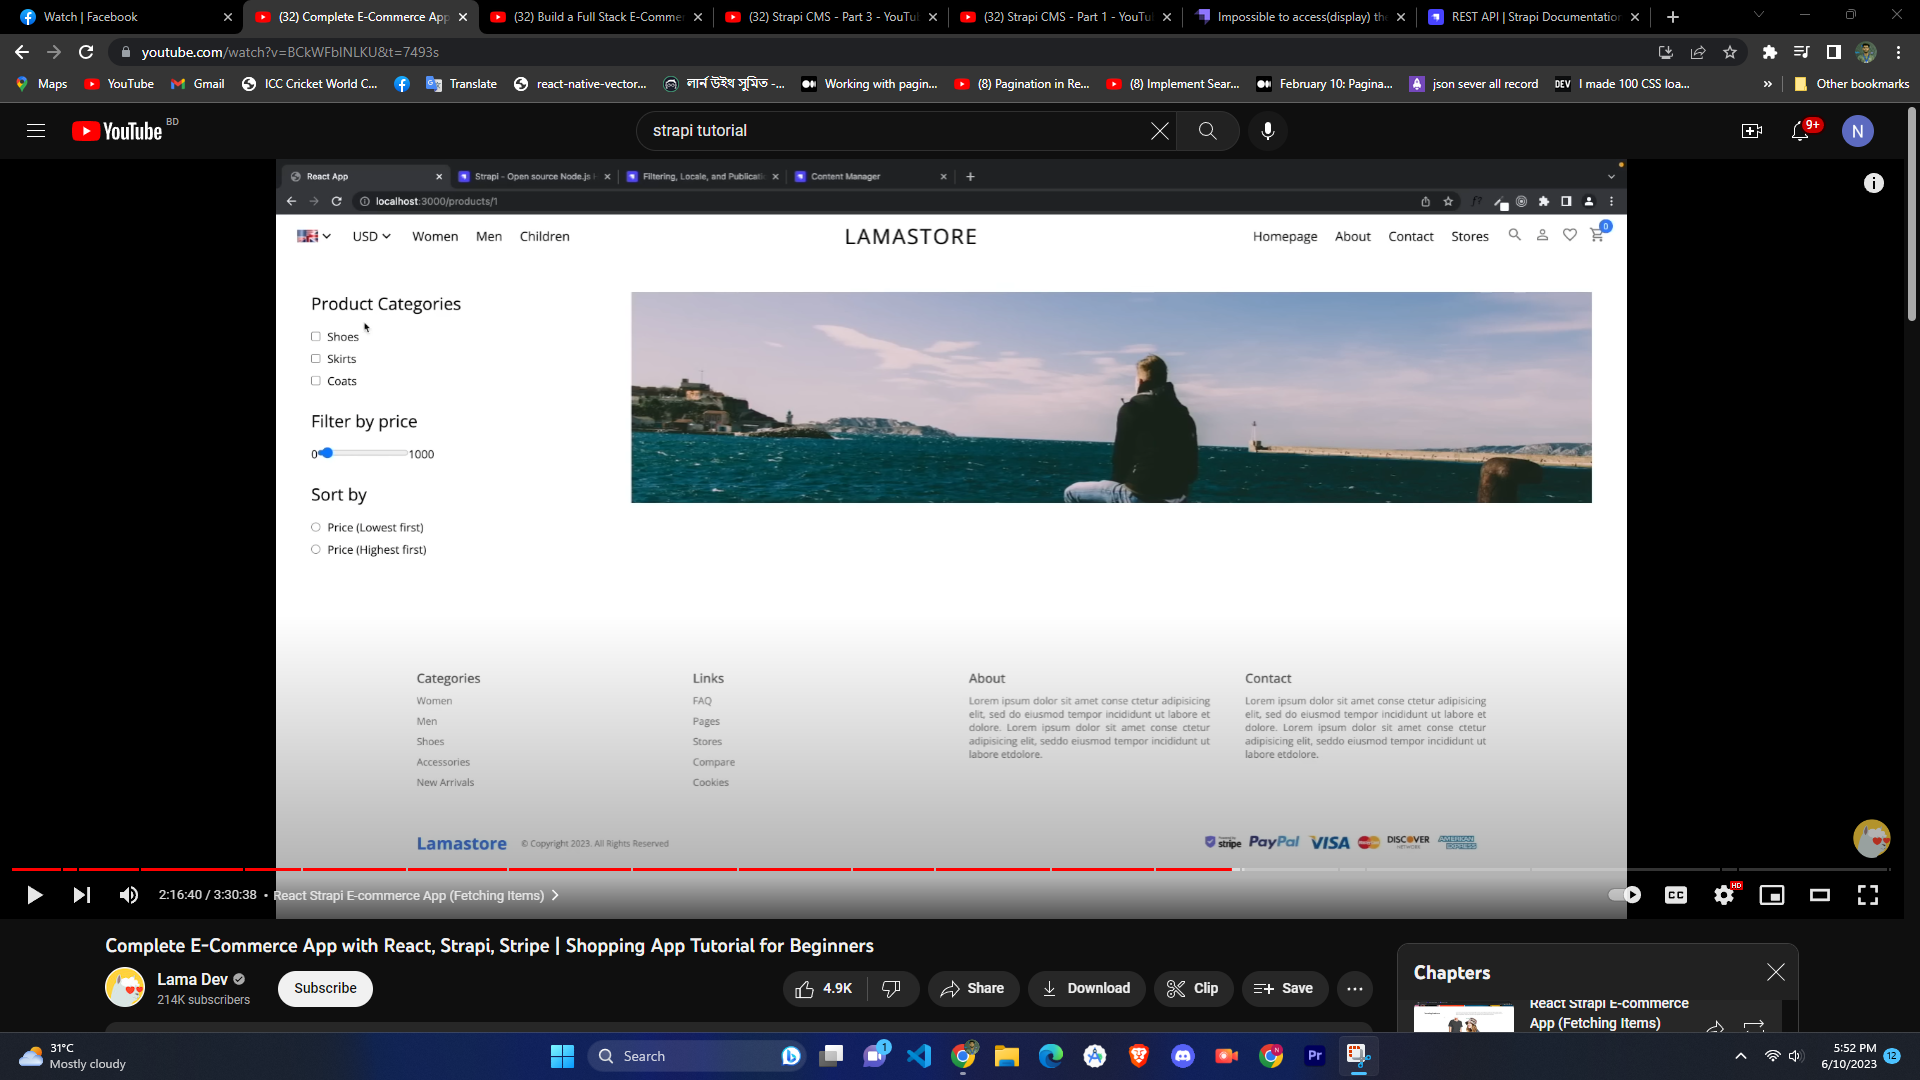 Watch | Facebook
(32) Complete E-Commerce App
(32) Build a Full Stack E-Comme
(32) Strapi CMS - Part 3 - YouTu
(32) Strapi CMS - Part 1 - YouTu
Impossible to access(display) th
REST API | Strapi Documentatio
youtube.com/watch?v=BCkWFblNLKU&t=7493s
Maps
YouTube
Gmail
ICC Cricket World C...
Translate
react-native-vector...
লার্ন উইথ সুমিত -...
Working with pagin...
(8) Pagination in Re...
(8) Implement Sear...
February 10: Pagina...
json sever all record
DEV
I made 100 CSS loa...
»
Other bookmarks
YouTube BD
strapi tutorial
9+
N
React App
Strapi - Open source Node.js
Filtering, Locale, and Publicati
Content Manager
localhost:3000/products/1
USD
Women
Men
Children
LAMASTORE
Homepage
About
Contact
Stores
0
Product Categories
Shoes
Skirts
Coats
Filter by price
0
1000
Sort by
Price (Lowest first)
Price (Highest first)
Categories
Women
Men
Shoes
Accessories
New Arrivals
Links
FAQ
Pages
Stores
Compare
Cookies
About
Lorem ipsum dolor sit amet conse ctetur adipisicing
elit, sed do eiusmod tempor incididunt ut labore et
dolore. Lorem ipsum dolor sit amet conse ctetur
adipisicing elit, seddo eiusmod tempor incididunt ut
labore etdolore.
Contact
Lorem ipsum dolor sit amet conse ctetur adipisicing
elit, sed do eiusmod tempor incididunt ut labore et
dolore. Lorem ipsum dolor sit amet conse ctetur
adipisicing elit, seddo eiusmod tempor incididunt ut
labore etdolore.
Lamastore
© Copyright 2023. All Rights Reserved
stripe
PayPal
VISA
DISCOVER
NETWORK
AMERICAN
EXPRESS
2:16:40 / 3:30:38 • React Strapi E-commerce App (Fetching Items)
CC
HD
Complete E-Commerce App with React, Strapi, Stripe | Shopping App Tutorial for Beginners
Lama Dev
214K subscribers
Subscribe
4.9K
Share
Download
Clip
Save
Chapters
React Strapi E-commerce
App (Fetching Items)
31°C
Mostly cloudy
Search
1
Pr
5:52 PM
6/10/2023
12